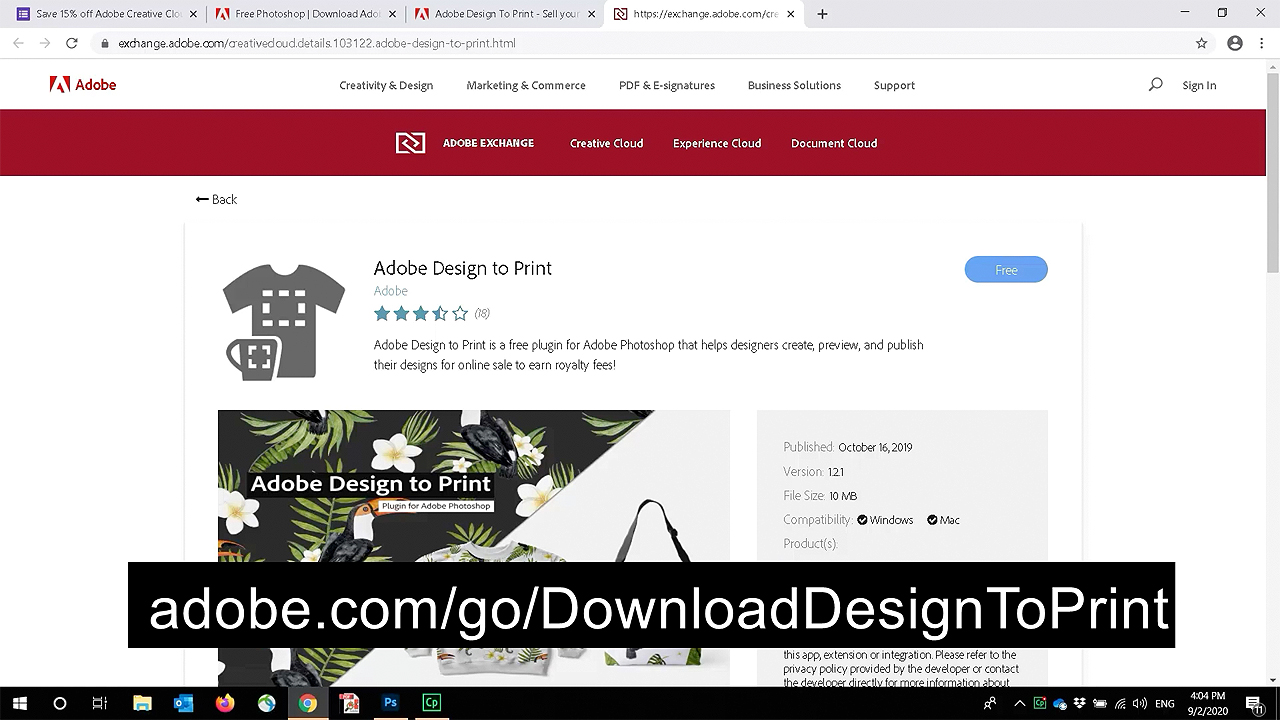 Save 15% off Adobe Creative Clo
Free Photoshop | Download Adob
Adobe Design To Print - Sell your
https://exchange.adobe.com/cre
exchange.adobe.com/creativecloud.details.103122.adobe-design-to-print.html
Adobe
Creativity & Design
Marketing & Commerce
PDF & E-signatures
Business Solutions
Support
Sign In
ADOBE EXCHANGE
Creative Cloud
Experience Cloud
Document Cloud
Back
Adobe Design to Print
Free
Adobe
(18)
Adobe Design to Print is a free plugin for Adobe Photoshop that helps designers create, preview, and publish
their designs for online sale to earn royalty fees!
Adobe Design to Print
Plugin for Adobe Photoshop
Published: October 16, 2019
Version: 1.2.1
File Size: 10 MB
Compatibility: Windows Mac
Product(s):
adobe.com/go/DownloadDesignToPrint
this app, extension or integration. Please refer to the
privacy policy provided by the developer or contact
the developer directly for more information about
Ps
Cp
Cp
ENG
4:04 PM
9/2/2020
11